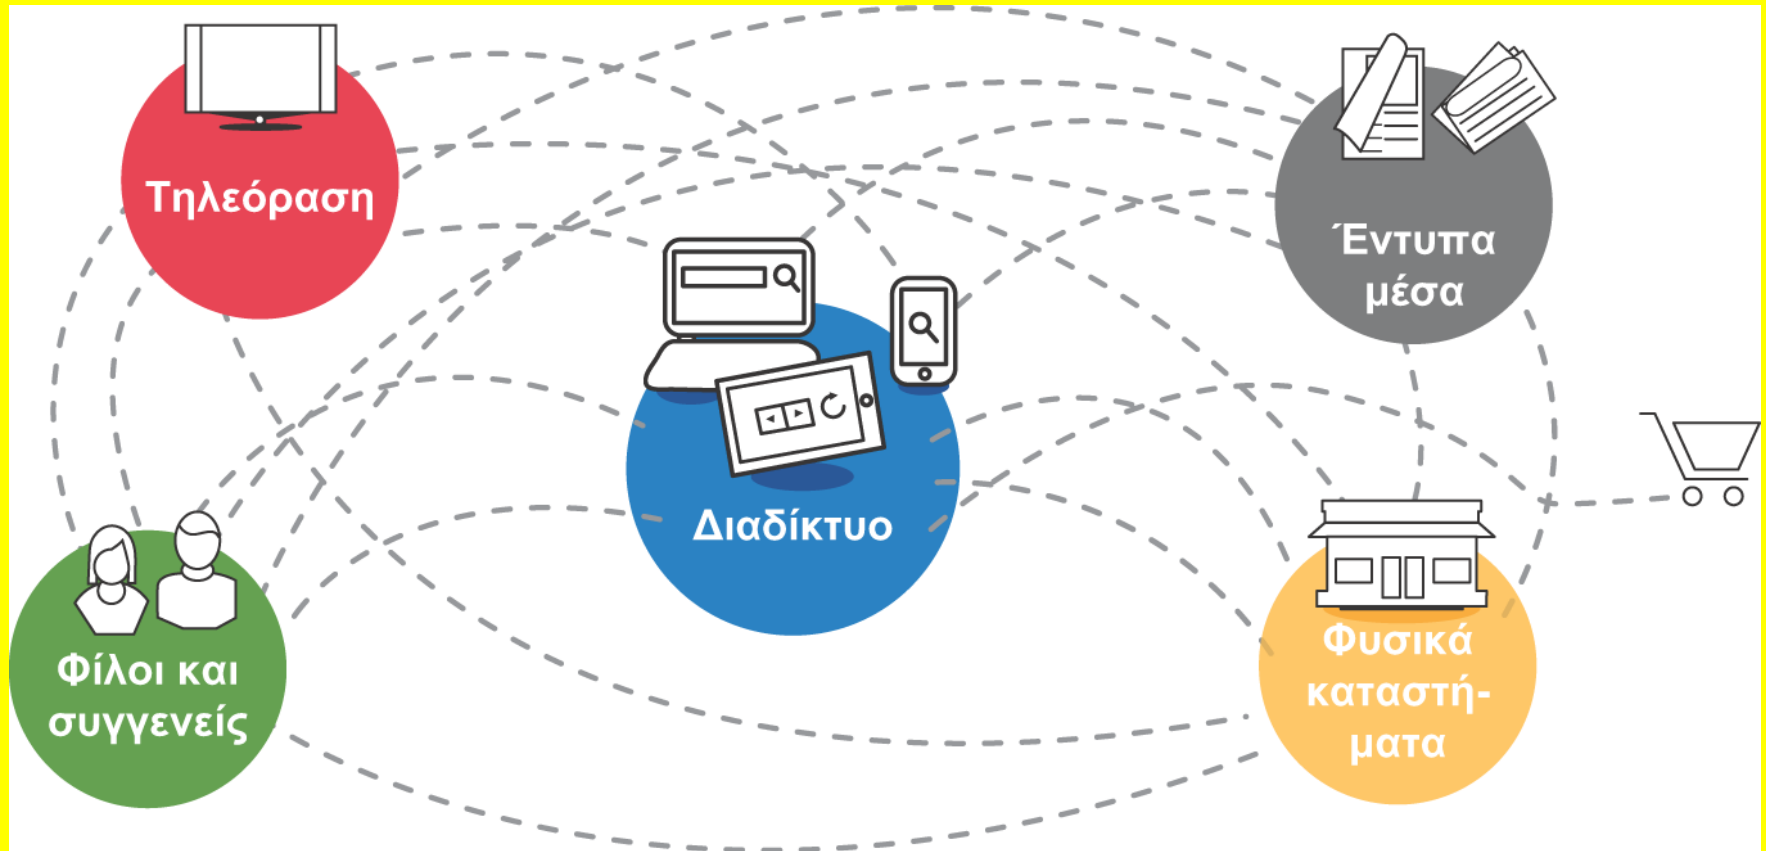 Τηλεόραση
Έντυπα
μέσα
Διαδίκτυο
Φίλοι και
συγγενείς
Φυσικά
καταστή-
ματα